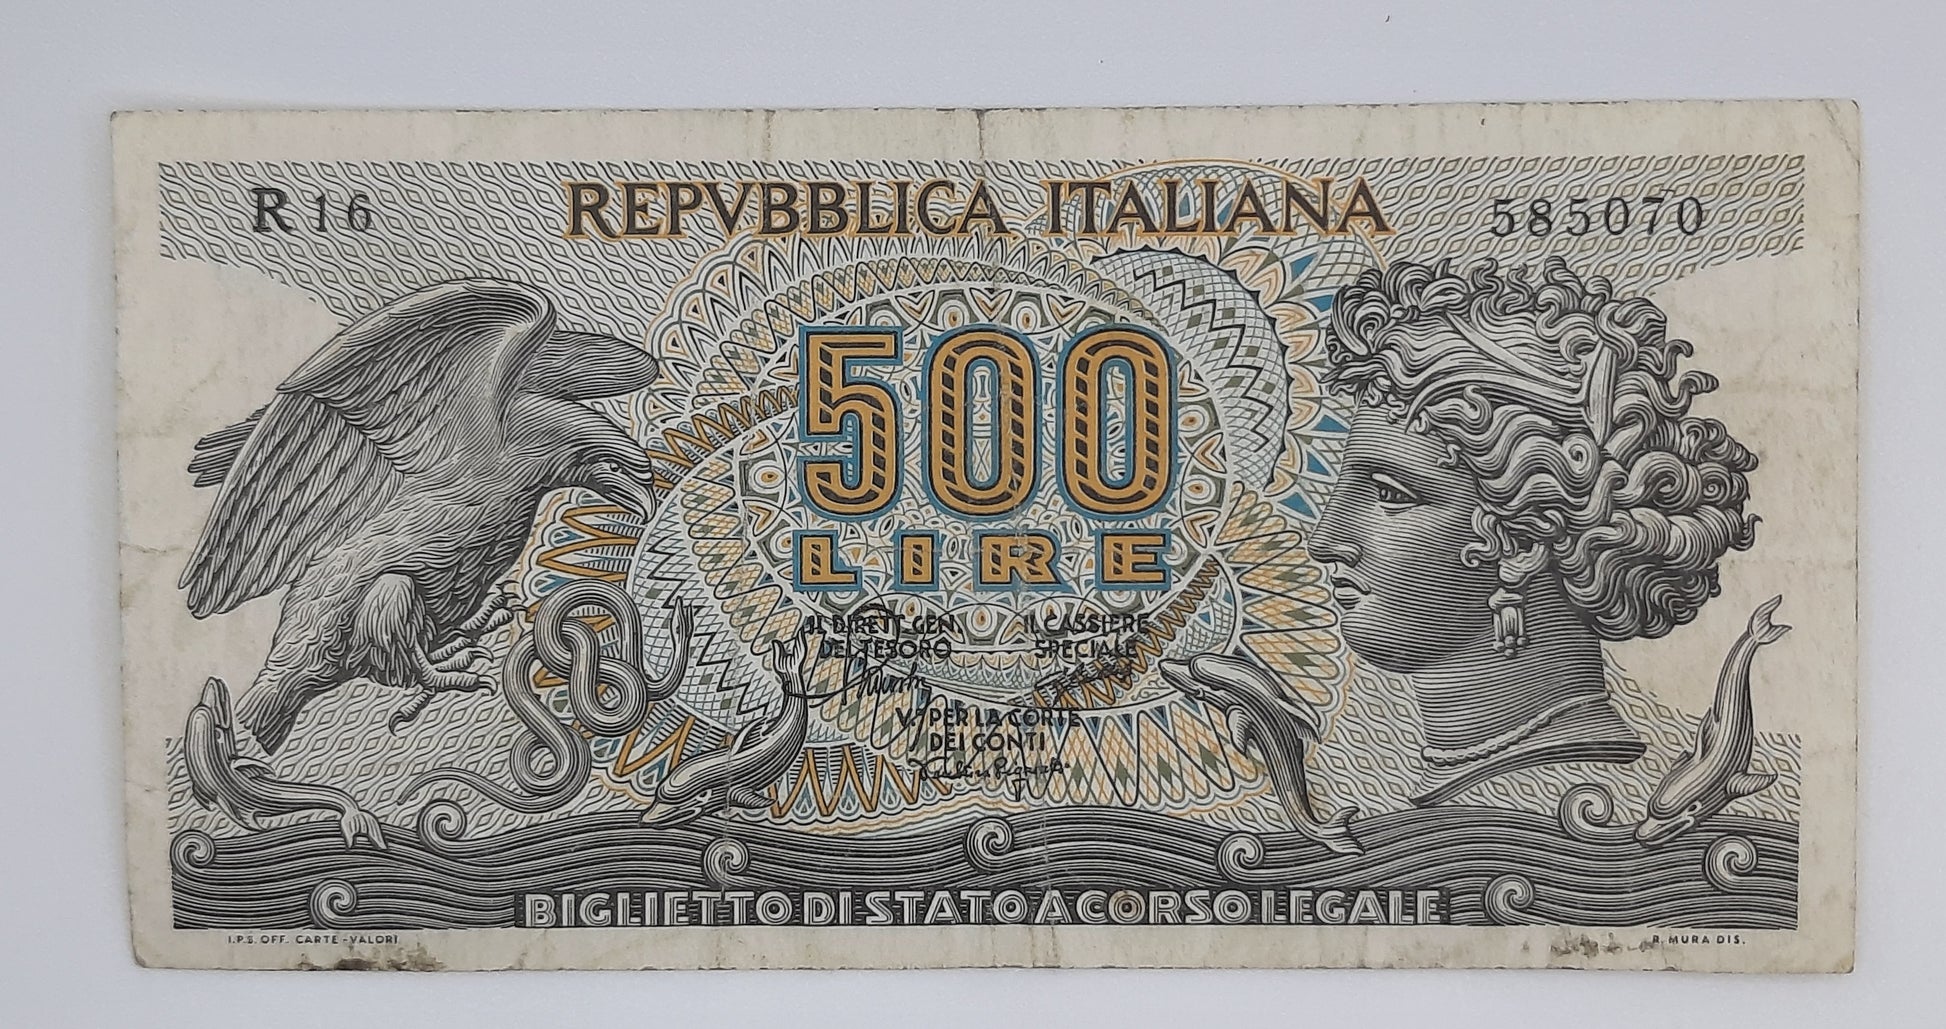 R16
REPVBBLICA ITALIANA
585070
500
LIRE
IL DIRETT. GEN.
DEL TESORO
IL CASSIERE
SPECIALE
V. PER LA CORTE
DEI CONTI
BIGLIETTO DI STATO A CORSO LEGALE
I.P.S. OFF. CARTE-VALORI
R. MURA DIS.